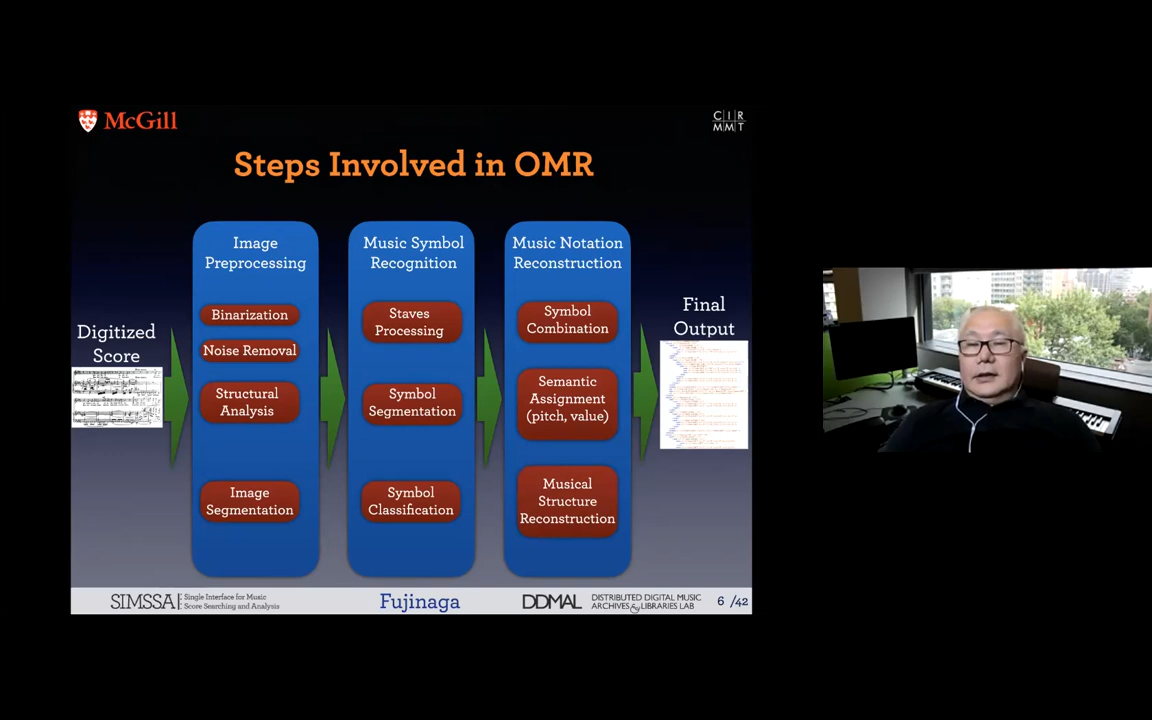 McGill
CIR
MMT
Steps Involved in OMR
Digitized
Score
Image
Preprocessing
Binarization
Noise Removal
Structural
Analysis
Image
Segmentation
Music Symbol
Recognition
Staves
Processing
Symbol
Segmentation
Symbol
Classification
Music Notation
Reconstruction
Symbol
Combination
Semantic
Assignment
(pitch, value)
Musical
Structure
Reconstruction
Final
Output
SIMSSA
Single Interface for Music
Score Searching and Analysis
Fujinaga
DDMAL
DISTRIBUTED DIGITAL MUSIC
ARCHIVES & LIBRARIES LAB
6 /42